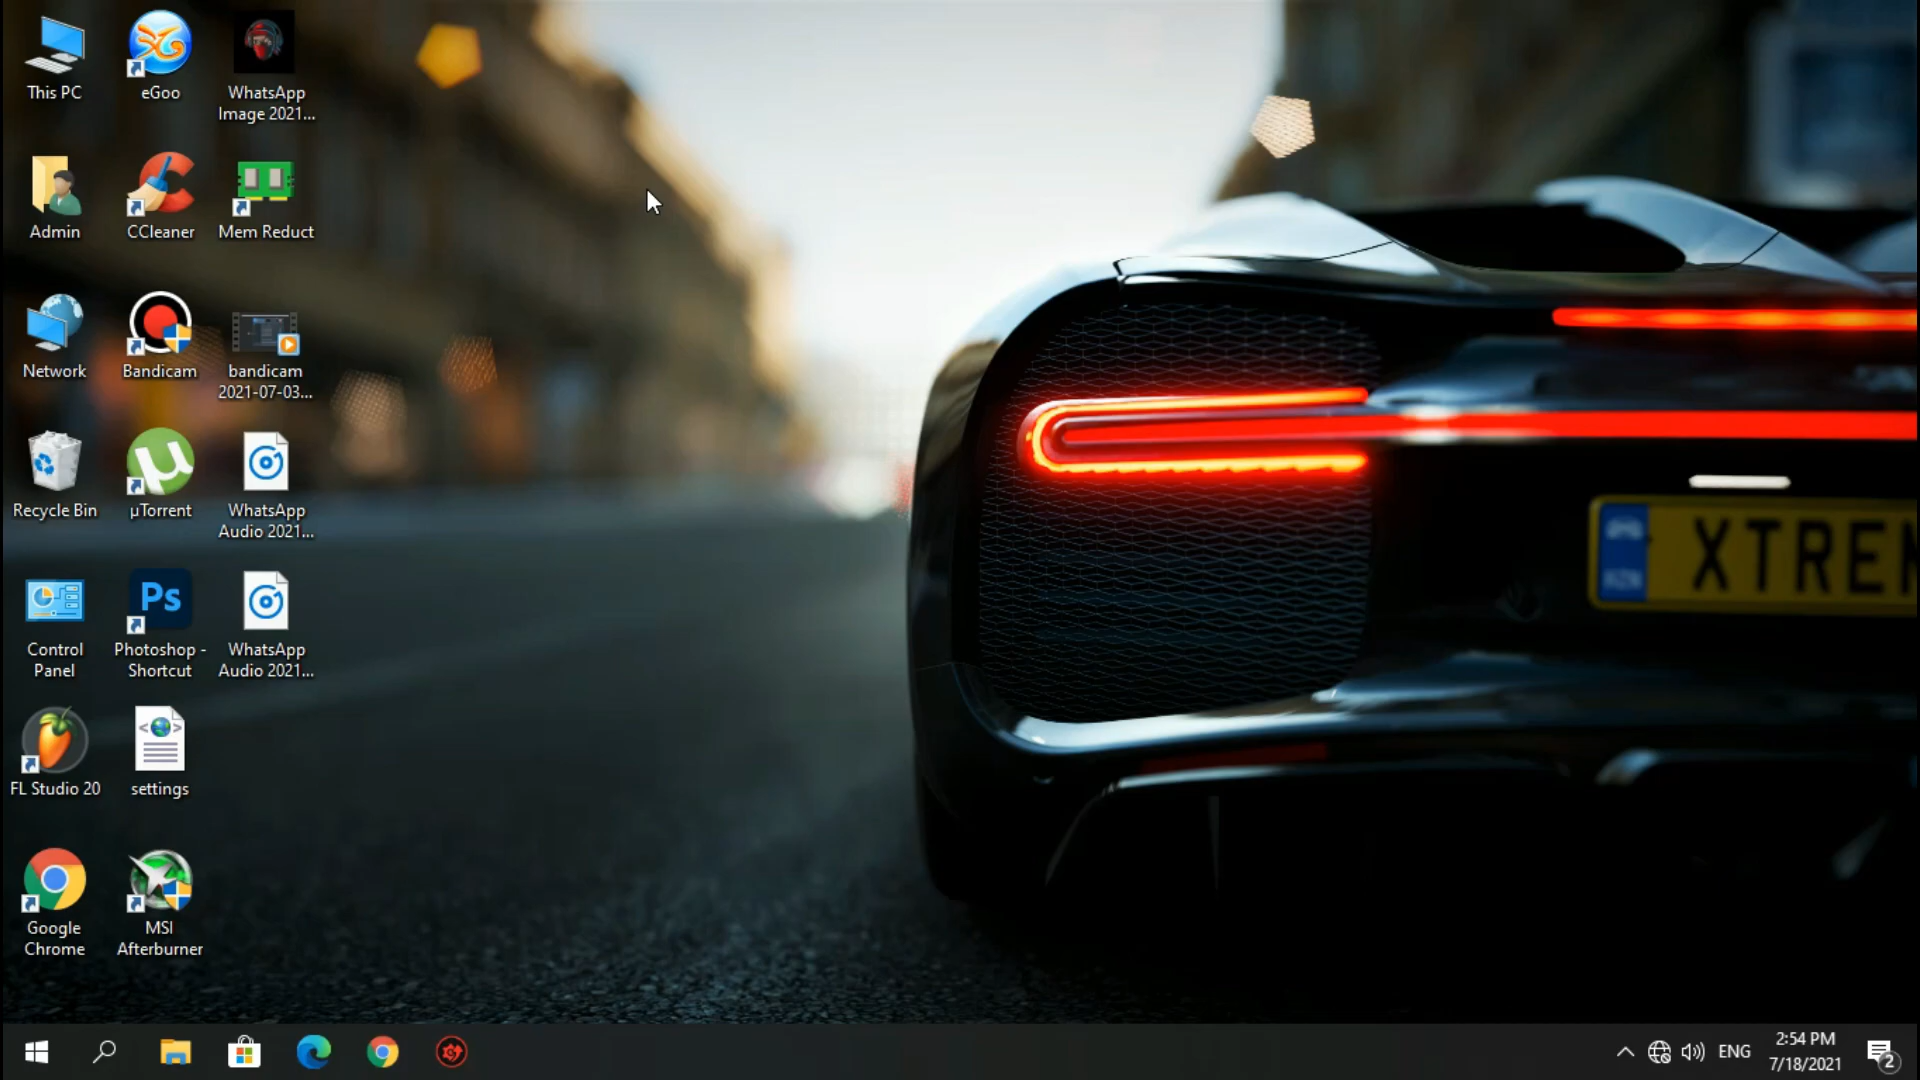 This PC
eGoo
WhatsApp
Image 2021...
Admin
CCleaner
Mem Reduct
Network
Bandicam
bandicam
2021-07-03...
Recycle Bin
µTorrent
WhatsApp
Audio 2021...
Ps
Control
Panel
Photoshop -
Shortcut
WhatsApp
Audio 2021...
FL Studio 20
settings
Google
Chrome
MSI
Afterburner
XTREM
ENG
2:54 PM
7/18/2021
2